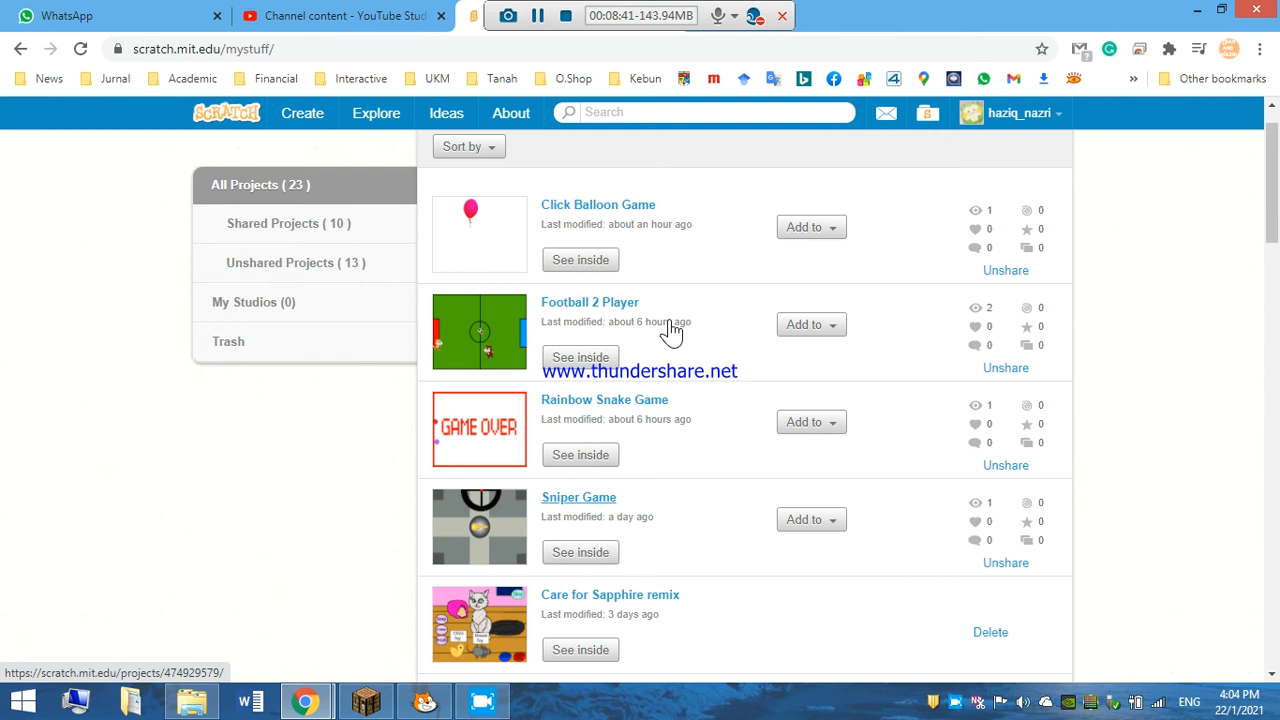 WhatsApp
Channel content - YouTube Stud
00:08:41-143.94MB
scratch.mit.edu/mystuff/
News
Jurnal
Academic
Financial
Interactive
UKM
Tanah
O.Shop
Kebun
Other bookmarks
SCRATCH
Create
Explore
Ideas
About
Search
haziq_nazri
Sort by
All Projects ( 23 )
Shared Projects ( 10 )
Unshared Projects ( 13 )
My Studios (0)
Trash
Click Balloon Game
Last modified: about an hour ago
See inside
Add to
1 0
0 0
0 0
Unshare
Football 2 Player
Last modified: about 6 hours ago
See inside
Add to
2 0
0 0
0 0
Unshare
www.thundershare.net
Rainbow Snake Game
Last modified: about 6 hours ago
See inside
GAME OVER
Add to
1 0
0 0
0 0
Unshare
Sniper Game
Last modified: a day ago
See inside
Add to
1 0
0 0
0 0
Unshare
Care for Sapphire remix
Last modified: 3 days ago
See inside
Delete
https://scratch.mit.edu/projects/474929579/
ENG
4:04 PM
22/1/2021